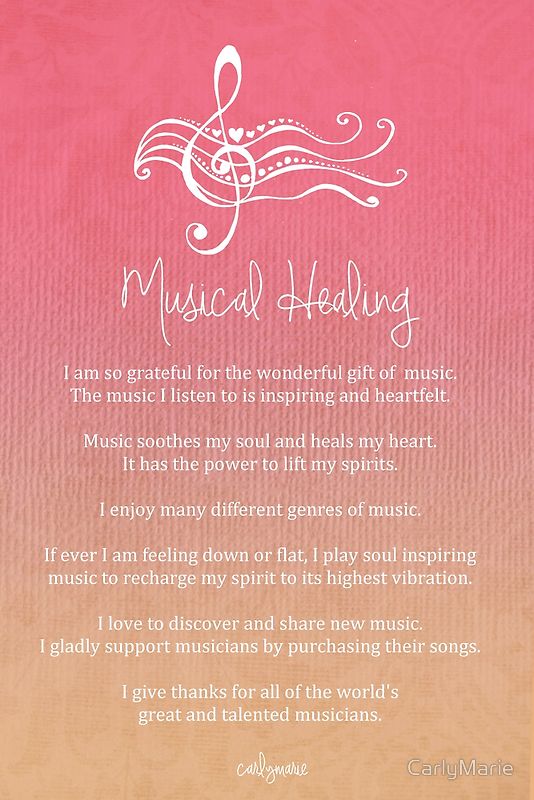 Musical Healing
I am so grateful for the wonderful gift of music.
The music I listen to is inspiring and heartfelt.
Music soothes my soul and heals my heart.
It has the power to lift my spirits.
I enjoy many different genres of music.
If ever I am feeling down or flat, I play soul inspiring
music to recharge my spirit to its highest vibration.
I love to discover and share new music.
I gladly support musicians by purchasing their songs.
I give thanks for all of the world's
great and talented musicians.
carlymarie
CarlyMarie